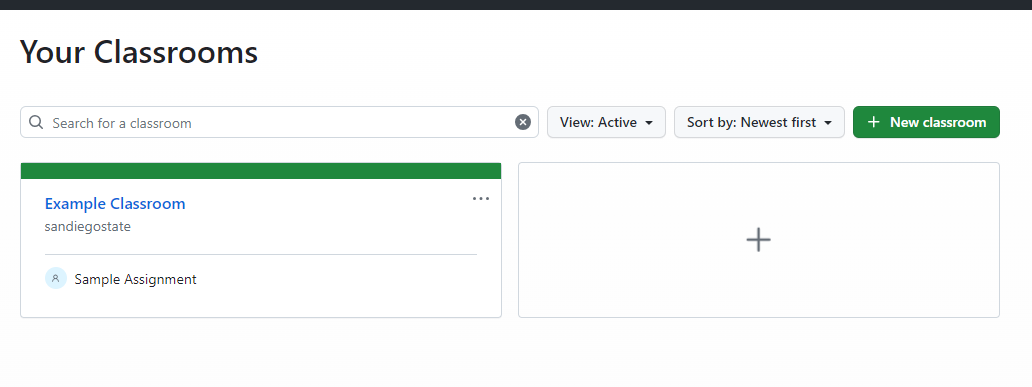 Your Classrooms
Search for a classroom
View: Active
Sort by: Newest first
New classroom
Example Classroom
sandiegostate
Sample Assignment